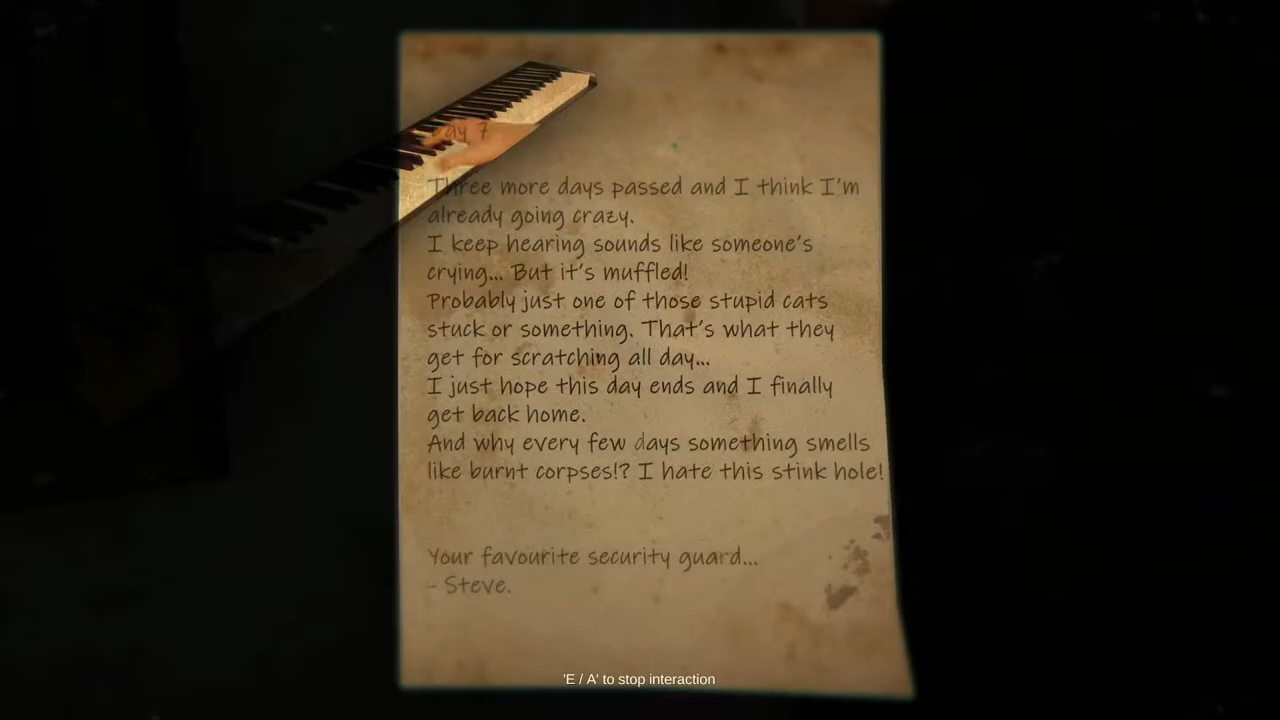 Day 7
Three more days passed and I think I'm
already going crazy.
I keep hearing sounds like someone's
crying... But it's muffled!
Probably just one of those stupid cats
stuck or something. That's what they
get for scratching all day...
I just hope this day ends and I finally
get back home.
And why every few days something smells
like burnt corpses!? I hate this stink hole!
Your favourite security guard...
- Steve.
'E / A' to stop interaction